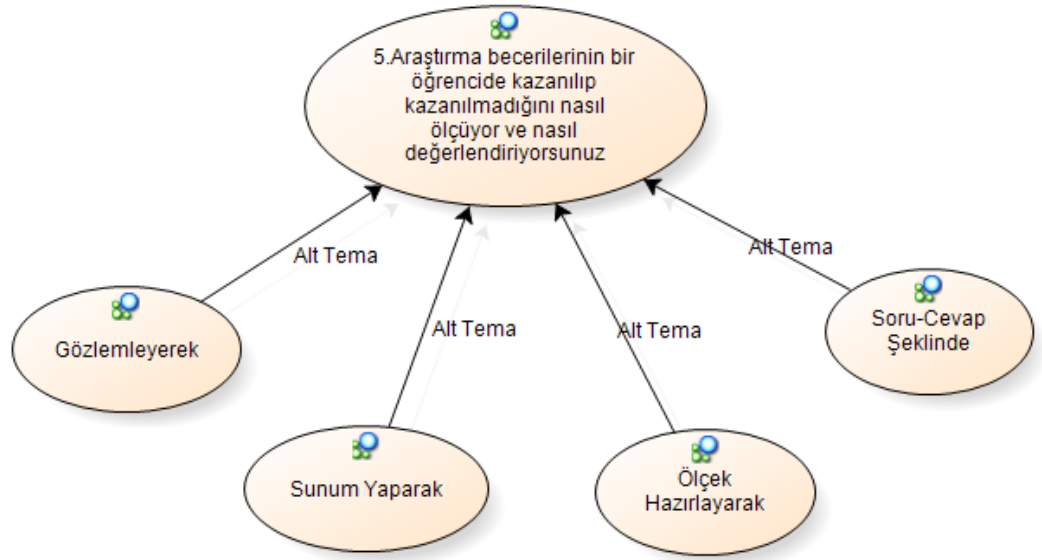 5.Araştırma becerilerinin bir
öğrencide kazanılıp
kazanılmadığını nasıl
ölçüyor ve nasıl
değerlendiriyorsunuz
Alt Tema
Alt Tema
Alt Tema
Alt Tema
Gözlemleyerek
Sunum Yaparak
Ölçek
Hazırlayarak
Soru-Cevap
Şeklinde